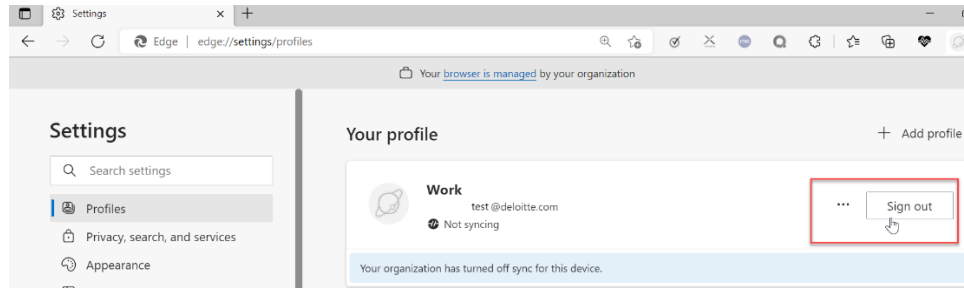 Settings
Edge | edge://settings/profiles
Your browser is managed by your organization
Settings
Search settings
Profiles
Privacy, search, and services
Appearance
Your profile
Add profile
Work
test @deloitte.com
Not syncing
Sign out
Your organization has turned off sync for this device.